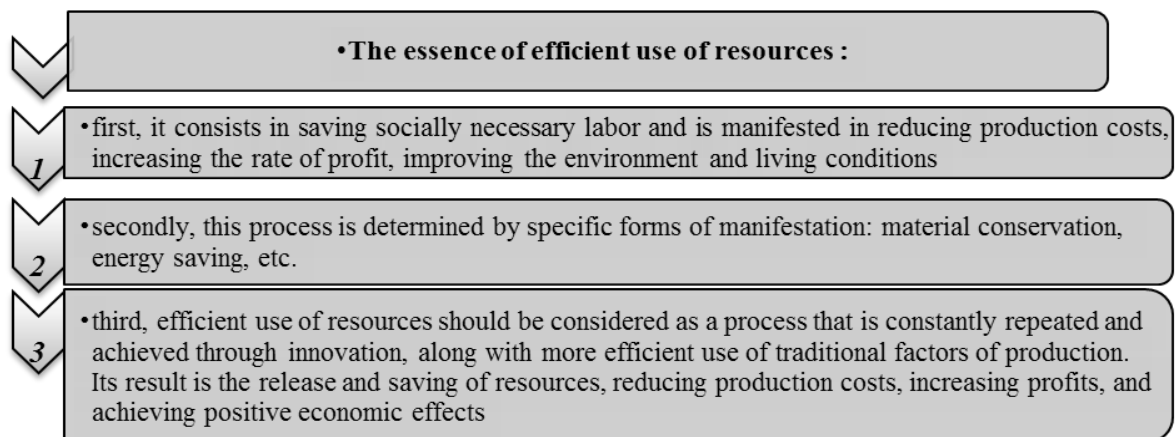 •The essence of efficient use of resources :
•first, it consists in saving socially necessary labor and is manifested in reducing production costs,
increasing the rate of profit, improving the environment and living conditions
1
•secondly, this process is determined by specific forms of manifestation: material conservation,
energy saving, etc.
2
•third, efficient use of resources should be considered as a process that is constantly repeated and
achieved through innovation, along with more efficient use of traditional factors of production.
Its result is the release and saving of resources, reducing production costs, increasing profits, and
achieving positive economic effects
3